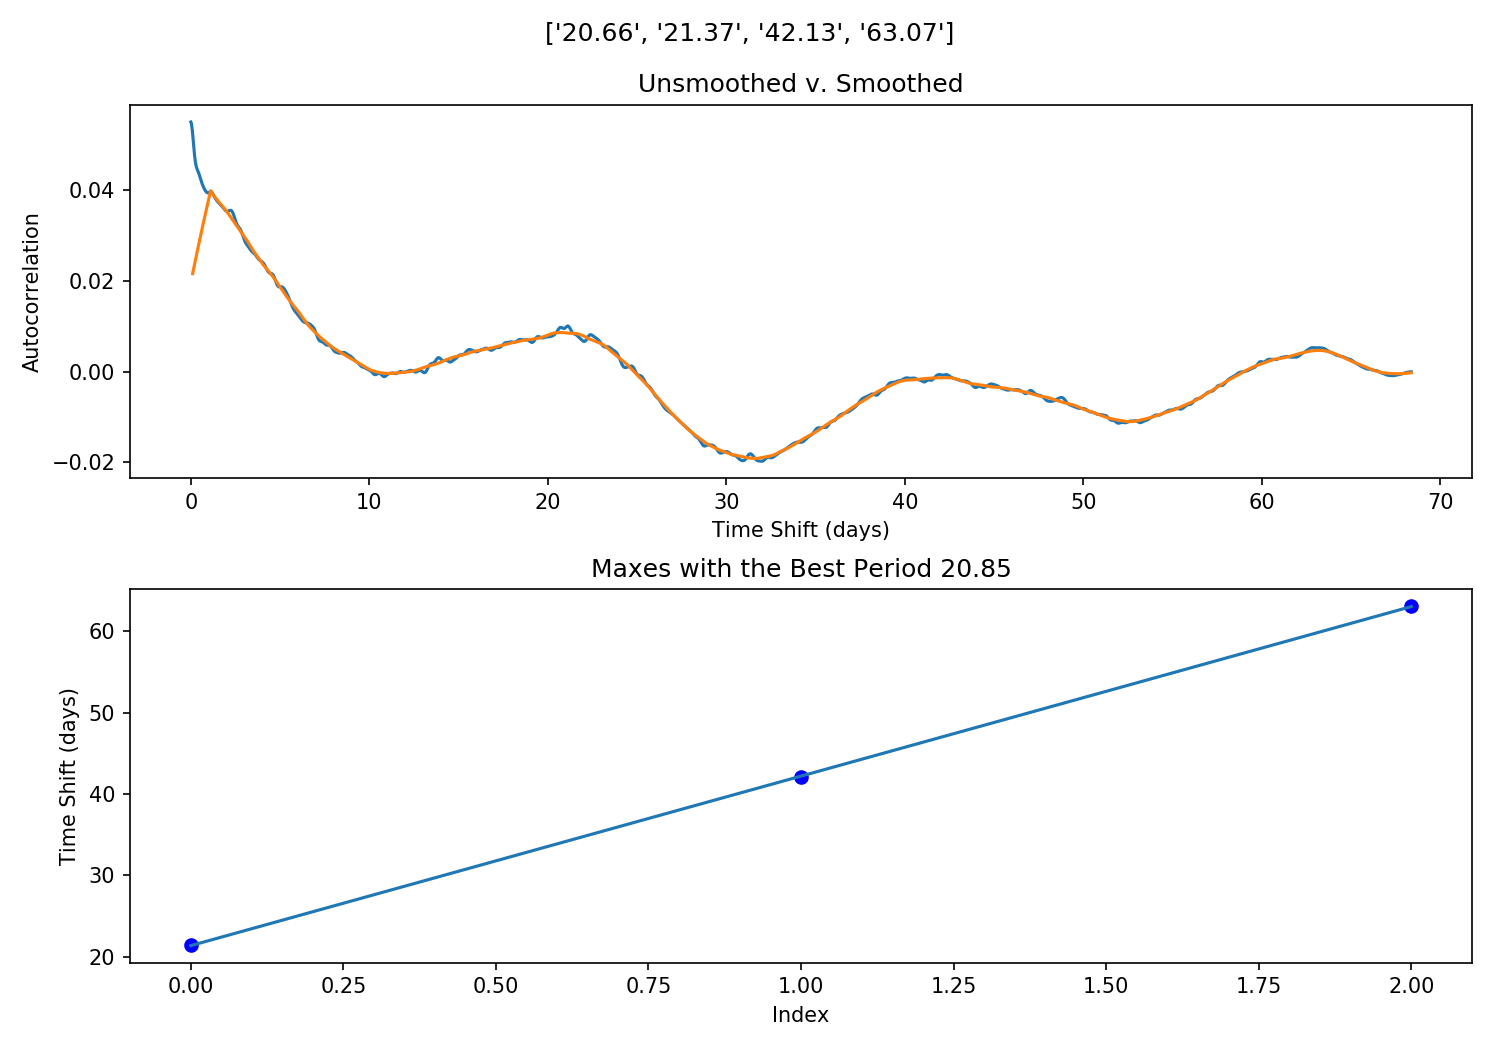 ['20.66', '21.37', '42.13', '63.07']
Unsmoothed v. Smoothed
Autocorrelation
0.04
0.02
0.00
−0.02
0 10 20 30 40 50 60 70
Time Shift (days)
Maxes with the Best Period 20.85
Time Shift (days)
60
50
40
30
20
0.00 0.25 0.50 0.75 1.00 1.25 1.50 1.75 2.00
Index